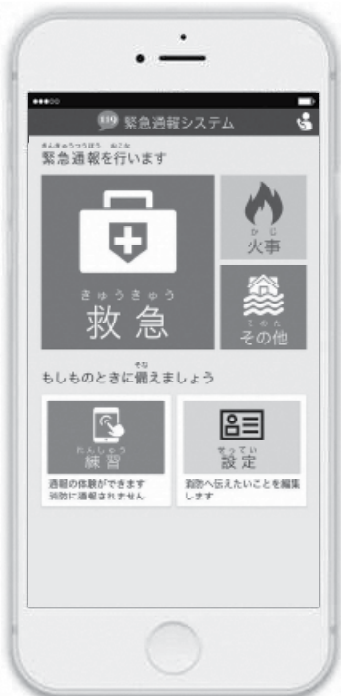 119 緊急通報システム
きんきゅうつうほう おこな
緊急通報を行います
きゅうきゅう
救急
かじ
火事
そのた
その他
そな
もしものときに備えましょう
れんしゅう
練習
通報の体験ができます
消防に通報されません
せってい
設定
消防へ伝えたいことを編集
します